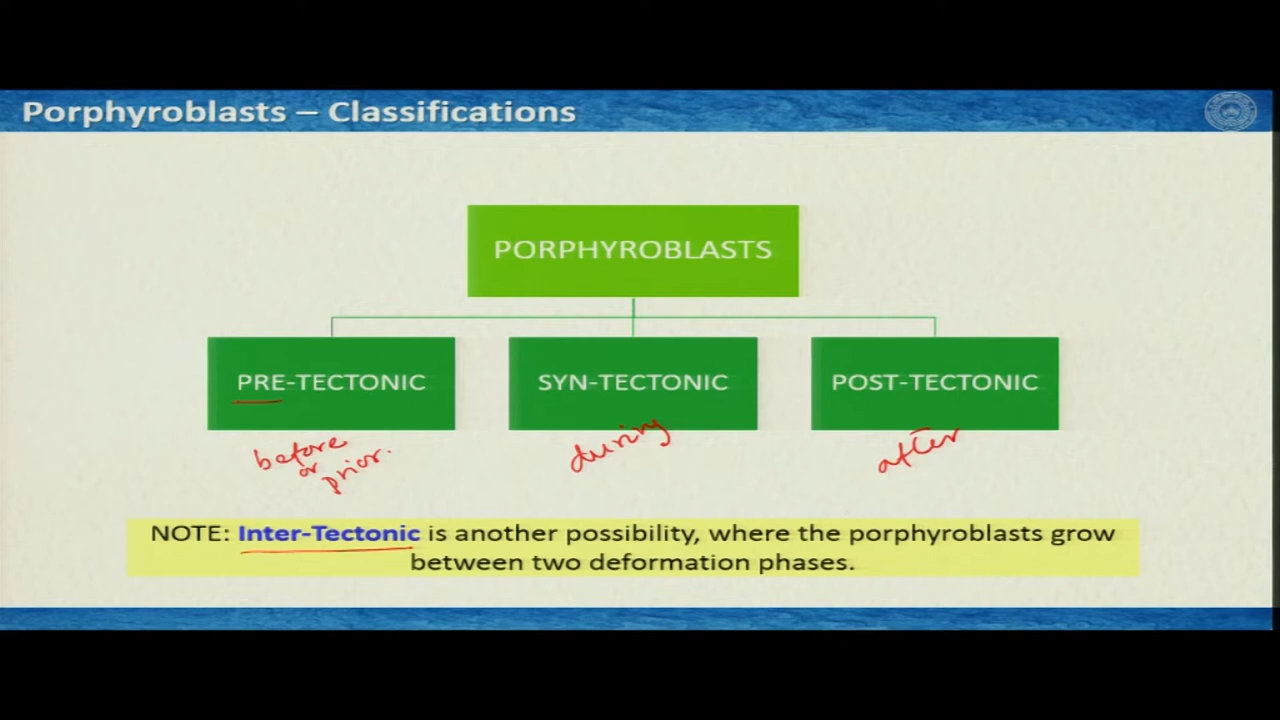 Porphyroblasts – Classifications
PORPHYROBLASTS
PRE-TECTONIC
SYN-TECTONIC
POST-TECTONIC
before
or
prior.
during
after
NOTE: Inter-Tectonic is another possibility, where the porphyroblasts grow
between two deformation phases.